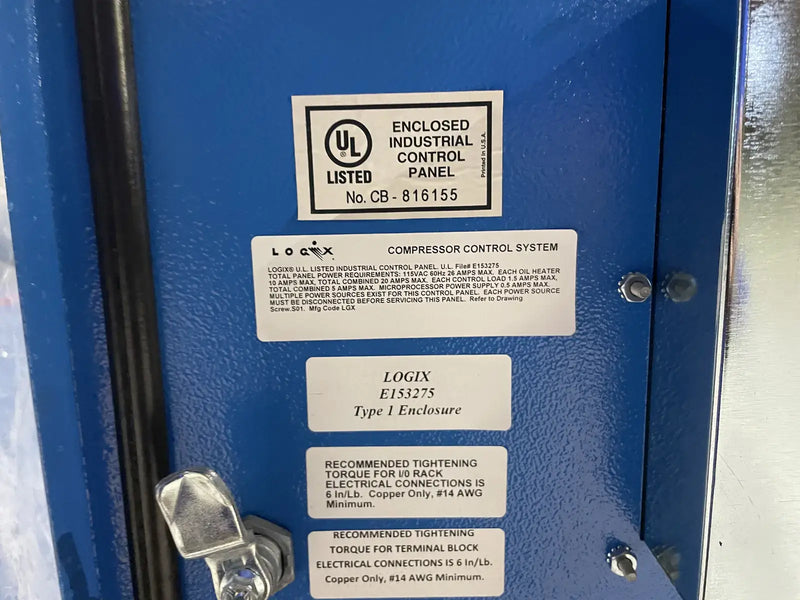 UL
LISTED
ENCLOSED
INDUSTRIAL
CONTROL
PANEL
Printed in U.S.A.
No. CB - 816155
LOGIX COMPRESSOR CONTROL SYSTEM
LOGIX® U.L. LISTED INDUSTRIAL CONTROL PANEL. U.L. File# E153275
TOTAL PANEL POWER REQUIREMENTS: 115VAC 60Hz 26 AMPS MAX. EACH OIL HEATER
10 AMPS MAX, TOTAL COMBINED 20 AMPS MAX. EACH CONTROL LOAD 1.5 AMPS MAX,
TOTAL COMBINED 5 AMPS MAX. MICROPROCESSOR POWER SUPPLY 0.5 AMPS MAX.
MULTIPLE POWER SOURCES EXIST FOR THIS CONTROL PANEL. EACH POWER SOURCE
MUST BE DISCONNECTED BEFORE SERVICING THIS PANEL. Refer to Drawing
Screw.S01. Mfg Code LGX
LOGIX
E153275
Type 1 Enclosure
RECOMMENDED TIGHTENING
TORQUE FOR I/0 RACK
ELECTRICAL CONNECTIONS IS
6 In/Lb. Copper Only, #14 AWG
Minimum.
RECOMMENDED TIGHTENING
TORQUE FOR TERMINAL BLOCK
ELECTRICAL CONNECTIONS IS 6 In/Lb.
Copper Only, #14 AWG Minimum.